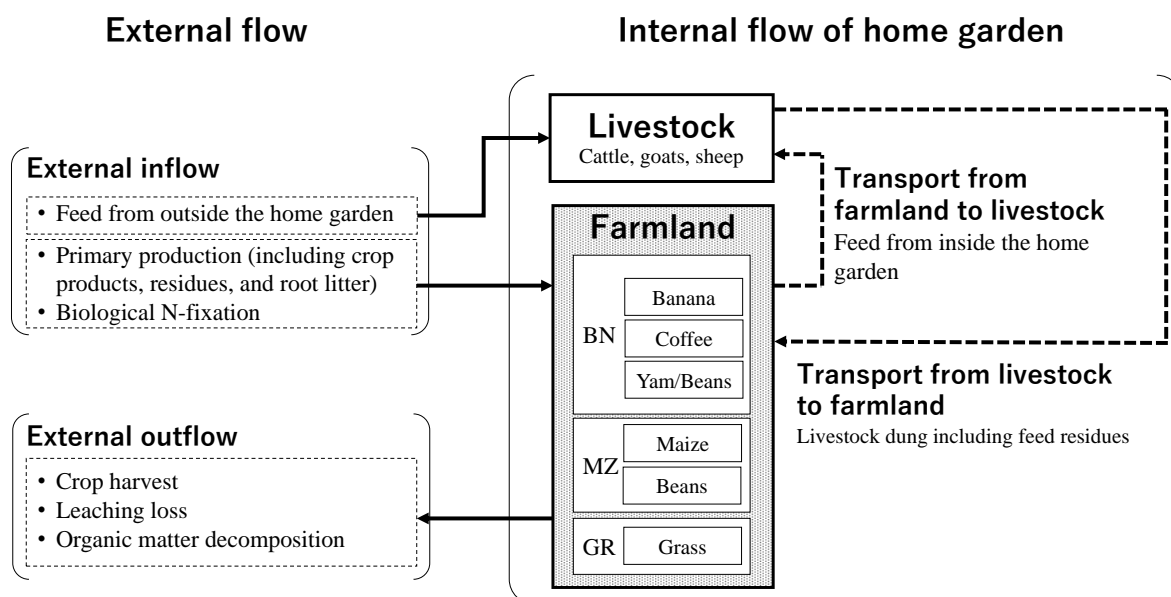 External flow
Internal flow of home garden
External inflow
• Feed from outside the home garden
• Primary production (including crop
products, residues, and root litter)
• Biological N-fixation
External outflow
• Crop harvest
• Leaching loss
• Organic matter decomposition
Livestock
Cattle, goats, sheep
Farmland
BN
Banana
Coffee
Yam/Beans
MZ
Maize
Beans
GR
Grass
Transport from
farmland to livestock
Feed from inside the home
garden
Transport from livestock
to farmland
Livestock dung including feed residues